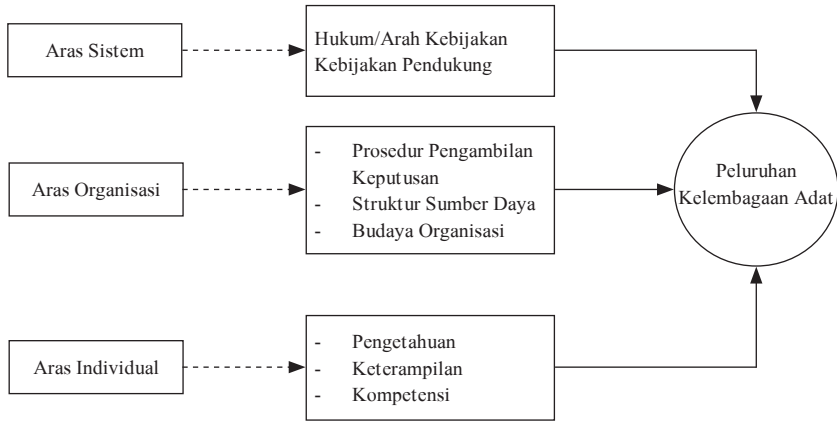 Aras Sistem
Hukum/Arah Kebijakan
Kebijakan Pendukung
Aras Organisasi
- Prosedur Pengambilan
Keputusan
- Struktur Sumber Daya
- Budaya Organisasi
Peluruhan
Kelembagaan Adat
Aras Individual
- Pengetahuan
- Keterampilan
- Kompetensi